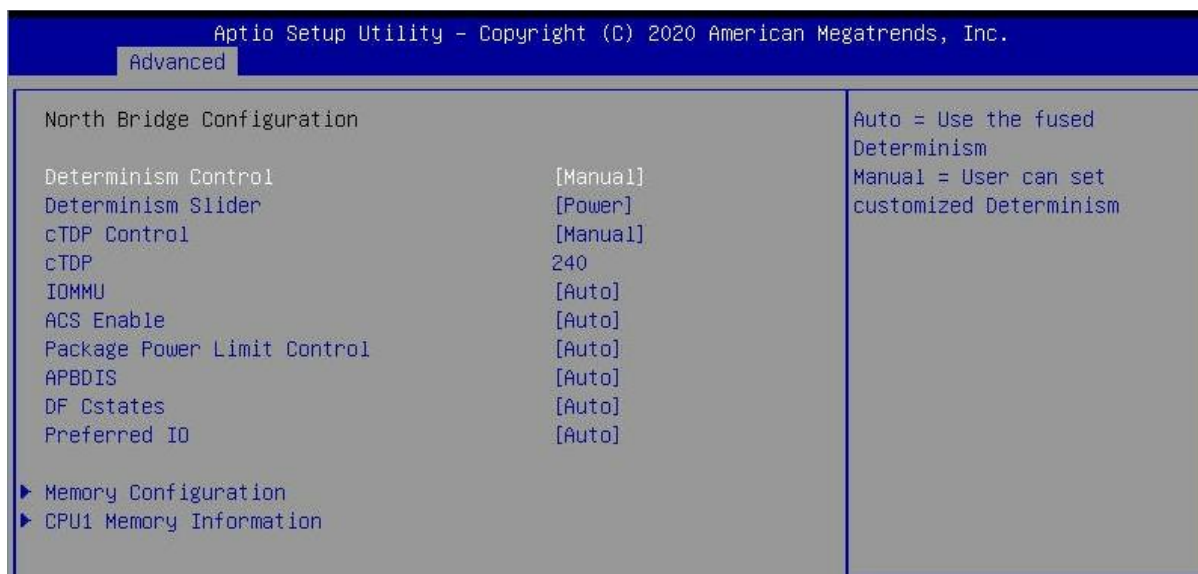 Aptio Setup Utility – Copyright (C) 2020 American Megatrends, Inc.
Advanced
North Bridge Configuration
Determinism Control [Manual]
Determinism Slider [Power]
cTDP Control [Manual]
cTDP 240
IOMMU [Auto]
ACS Enable [Auto]
Package Power Limit Control [Auto]
APBDIS [Auto]
DF Cstates [Auto]
Preferred IO [Auto]
Memory Configuration
CPU1 Memory Information
Auto = Use the fused
Determinism
Manual = User can set
customized Determinism